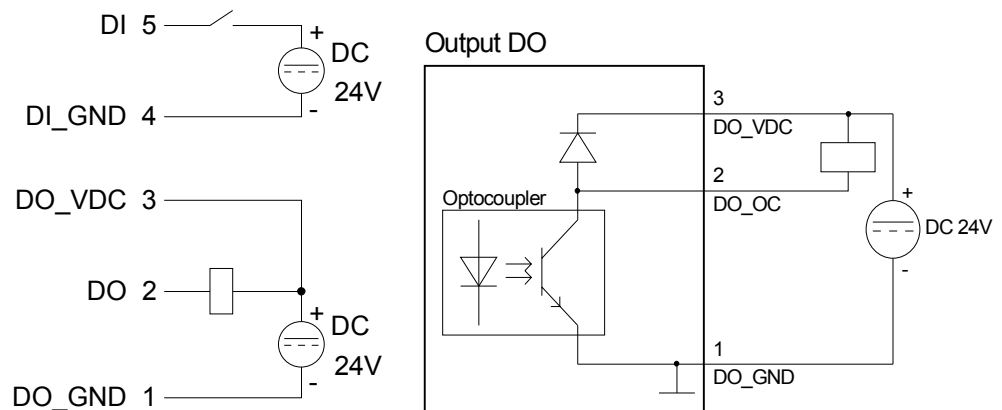 DI 5
+
DC
24V
DI_GND 4
-
DO_VDC 3
DO 2
+
DC
24V
DO_GND 1
-
Output DO
3
DO_VDC
2
DO_OC
Optocoupler
+
DC 24V
-
1
DO_GND